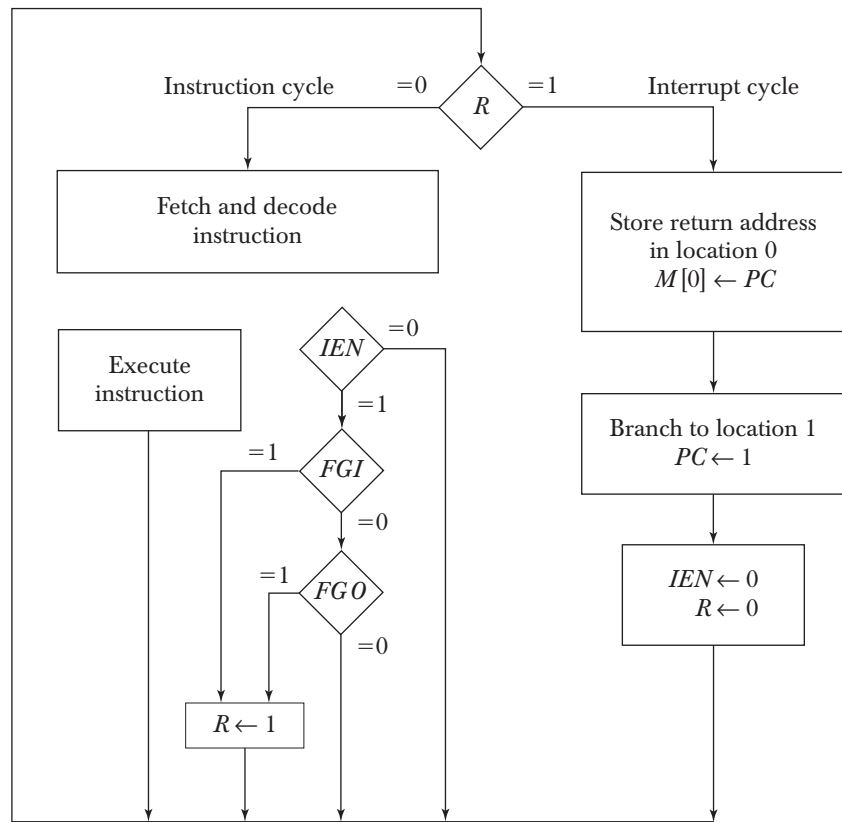 Instruction cycle
=0
R
=1
Interrupt cycle
Fetch and decode
instruction
Store return address
in location 0
M[0] ← PC
Execute
instruction
IEN
=0
=1
Branch to location 1
PC ← 1
=1
FGI
=0
=1
FGO
=0
IEN ← 0
R ← 0
R ← 1